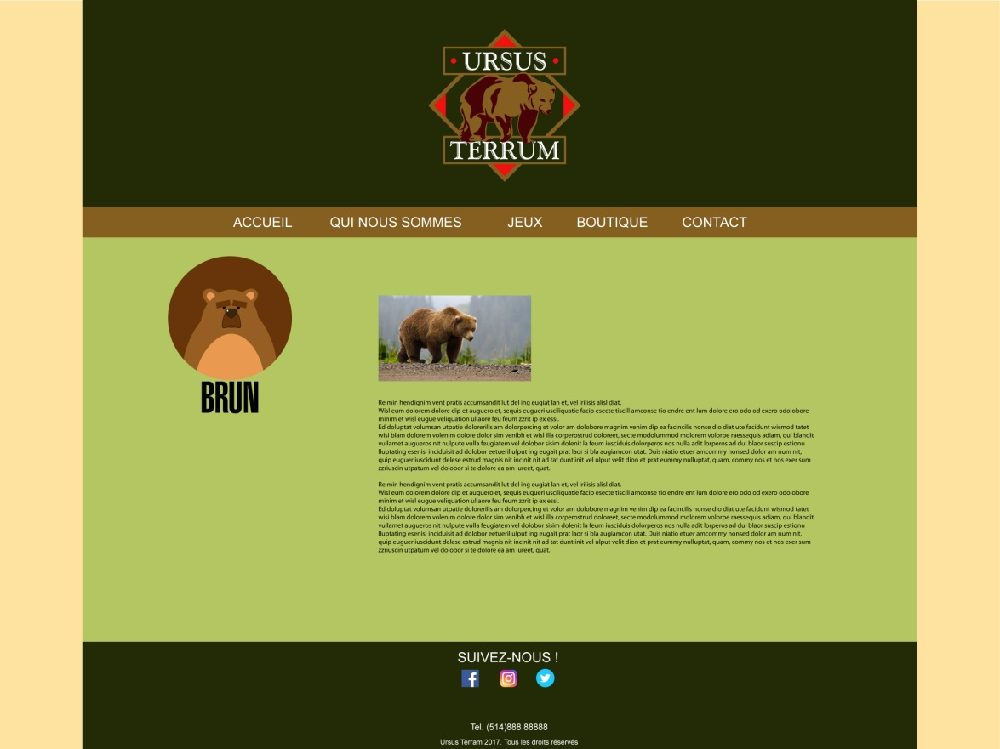 URSUS
TERRUM
ACCUEIL QUI NOUS SOMMES JEUX BOUTIQUE CONTACT
BRUN
Re min hendignim vent pratis accumsandit lut del ing eugiat lan et, vel irilisis alisl diat.
Wisl eum dolorem dolore dip et auguero et, sequis eugueri usciliquatie facip esecte tiscill amconse tio endre ent lum dolore ero odo od exero odolobore
minim et wisl eugue veliquation ullaore feu feum zzrit ip ex essi.
Ed doluptat volumsan utpatie dolorerilis am dolorpercing et volor am dolobore magnim venim dip ea facincilis nonse dio diat ute facidunt wismod tatet
wisi blam dolorem volenim dolore dolor sim venibh et wisl illa corperostrud doloreet, secte modolummod molorem volorpe raessequis adiam, qui blandit
vullamet augueros nit nulpute vulla feugiatem vel dolobor sisim dolenit la feum iusciduis dolorperos nos nulla adit lorperos ad dui blaor suscip estionu
lluptating esenisl inciduisit ad dolobor eetueril ulput ing eugait prat laor si bla augiamcon utat. Duis niatio etuer amcommy nonsed dolor am num nit,
quip euguer iuscidunt delese estrud magnis nit incinit nit ad tat dunt init vel ulput velit dion et prat eummy nulluptat, quam, commy nos et nos exer sum
zzriuscin utpatum vel dolobor si te dolore ea am iureet, quat.
Re min hendignim vent pratis accumsandit lut del ing eugiat lan et, vel irilisis alisl diat.
Wisl eum dolorem dolore dip et auguero et, sequis eugueri usciliquatie facip esecte tiscill amconse tio endre ent lum dolore ero odo od exero odolobore
minim et wisl eugue veliquation ullaore feu feum zzrit ip ex essi.
Ed doluptat volumsan utpatie dolorerilis am dolorpercing et volor am dolobore magnim venim dip ea facincilis nonse dio diat ute facidunt wismod tatet
wisi blam dolorem volenim dolore dolor sim venibh et wisl illa corperostrud doloreet, secte modolummod molorem volorpe raessequis adiam, qui blandit
vullamet augueros nit nulpute vulla feugiatem vel dolobor sisim dolenit la feum iusciduis dolorperos nos nulla adit lorperos ad dui blaor suscip estionu
lluptating esenisl inciduisit ad dolobor eetueril ulput ing eugait prat laor si bla augiamcon utat. Duis niatio etuer amcommy nonsed dolor am num nit,
quip euguer iuscidunt delese estrud magnis nit incinit nit ad tat dunt init vel ulput velit dion et prat eummy nulluptat, quam, commy nos et nos exer sum
zzriuscin utpatum vel dolobor si te dolore ea am iureet, quat.
SUIVEZ-NOUS !
Tel. (514)888 88888
Ursus Terram 2017. Tous les droits réservés